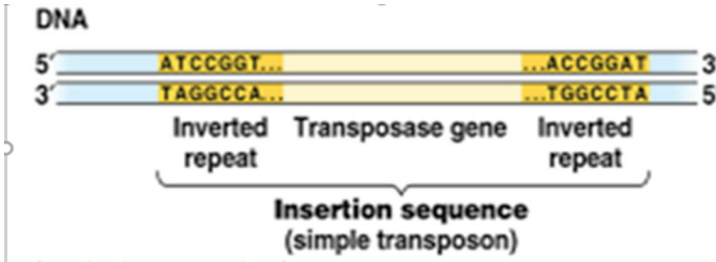 DNA
5′ ATCCGGT... ...ACCGGAT 3
3′ TAGGCCA... ...TGGCCTA 5
Inverted repeat Transposase gene Inverted repeat
Insertion sequence
(simple transposon)